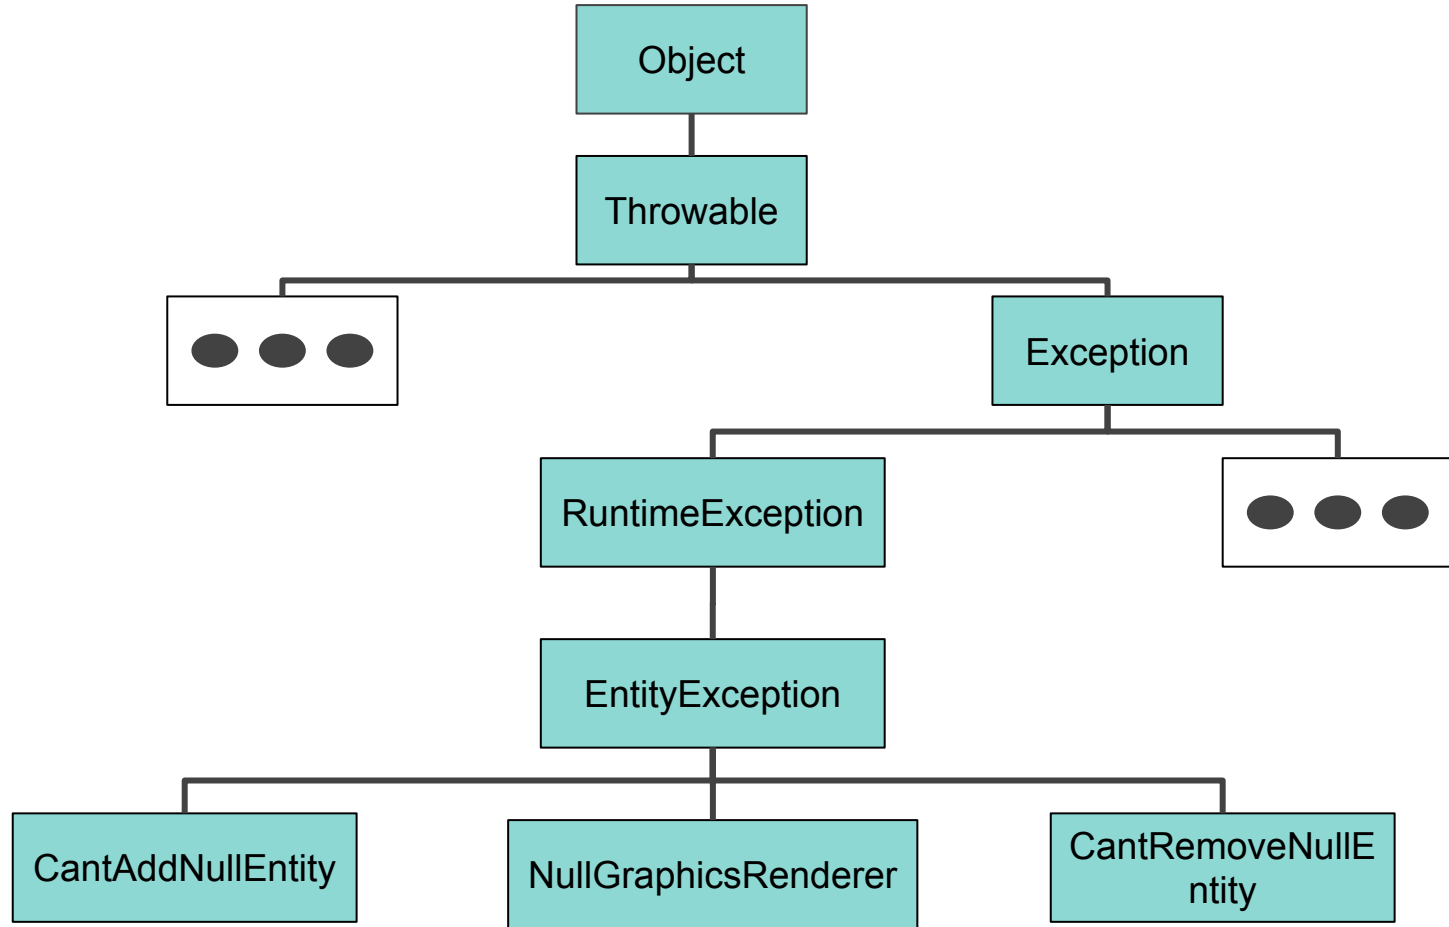 Object
Throwable
Exception
RuntimeException
EntityException
CantAddNullEntity
NullGraphicsRenderer
CantRemoveNullE
ntity